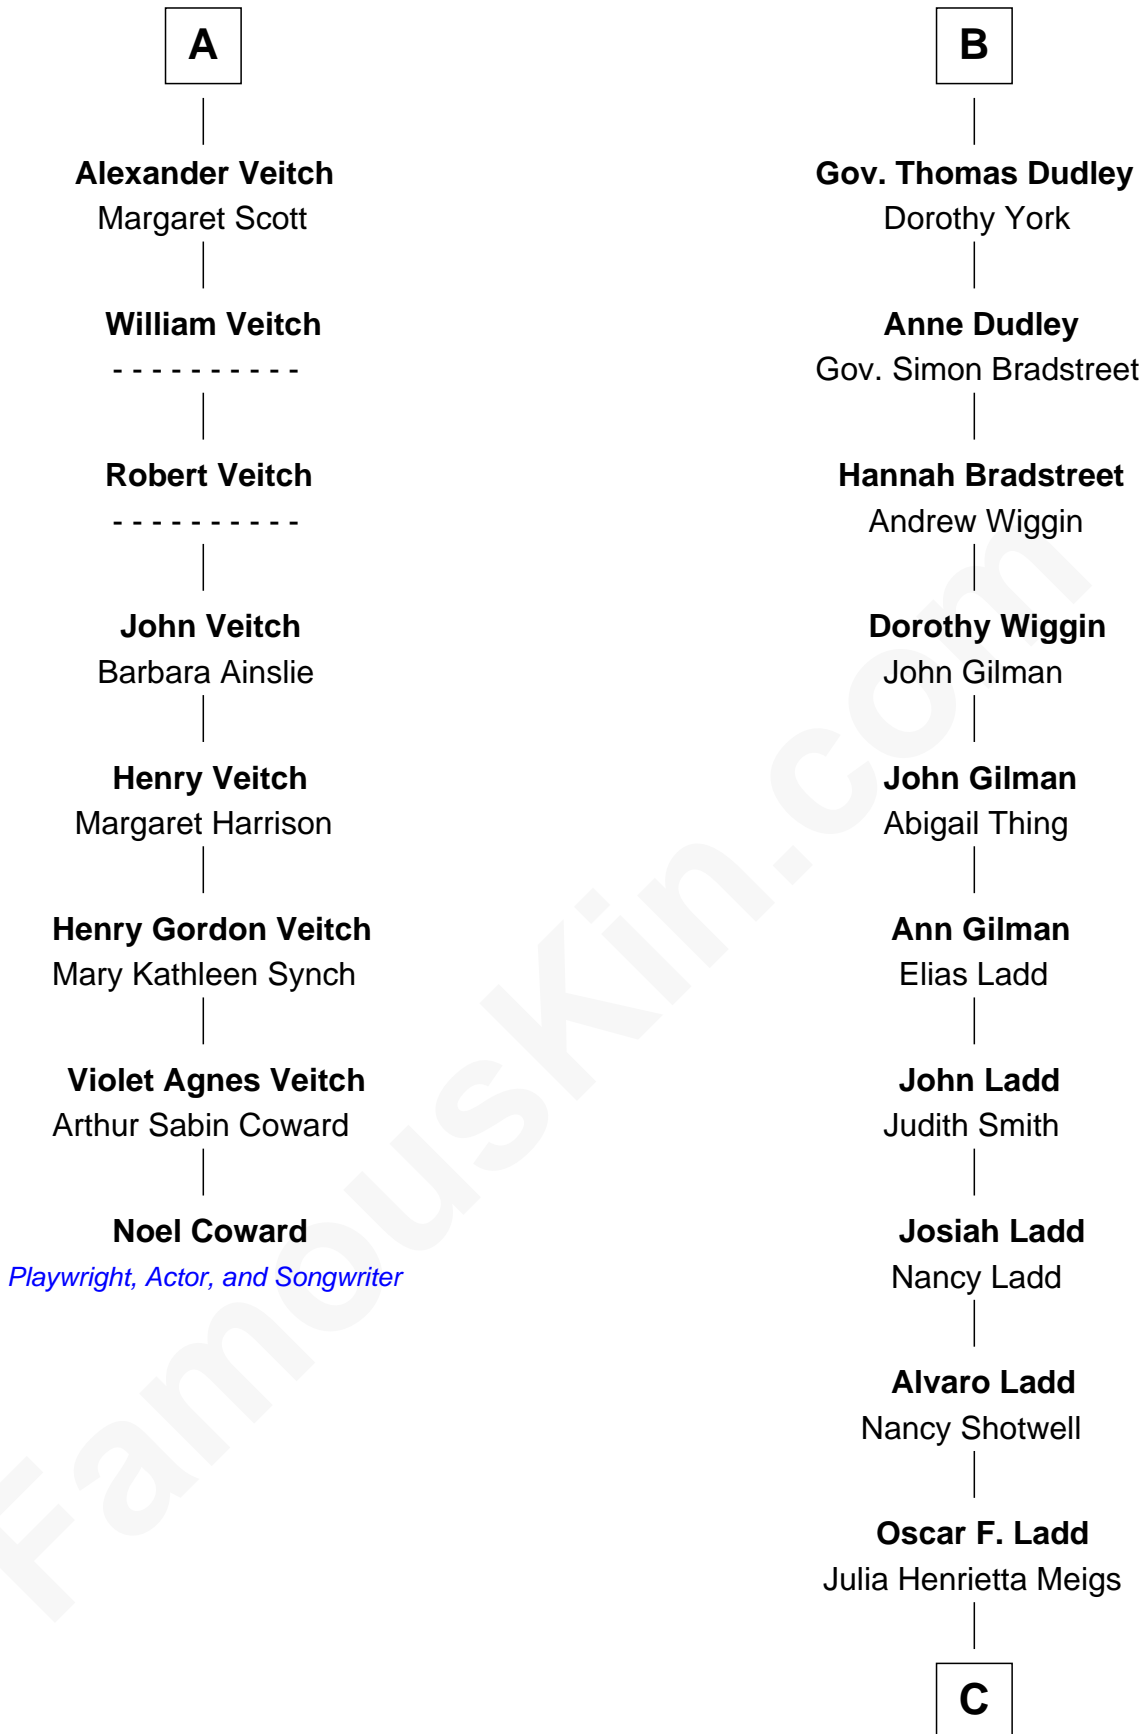 A
Alexander Veitch
Margaret Scott
William Veitch
- - - - - - - - - -
Robert Veitch
- - - - - - - - - -
John Veitch
Barbara Ainslie
Henry Veitch
Margaret Harrison
Henry Gordon Veitch
Mary Kathleen Synch
Violet Agnes Veitch
Arthur Sabin Coward
Noel Coward
Playwright, Actor, and Songwriter
B
Gov. Thomas Dudley
Dorothy York
Anne Dudley
Gov. Simon Bradstreet
Hannah Bradstreet
Andrew Wiggin
Dorothy Wiggin
John Gilman
John Gilman
Abigail Thing
Ann Gilman
Elias Ladd
John Ladd
Judith Smith
Josiah Ladd
Nancy Ladd
Alvaro Ladd
Nancy Shotwell
Oscar F. Ladd
Julia Henrietta Meigs
C
FamousKin.com